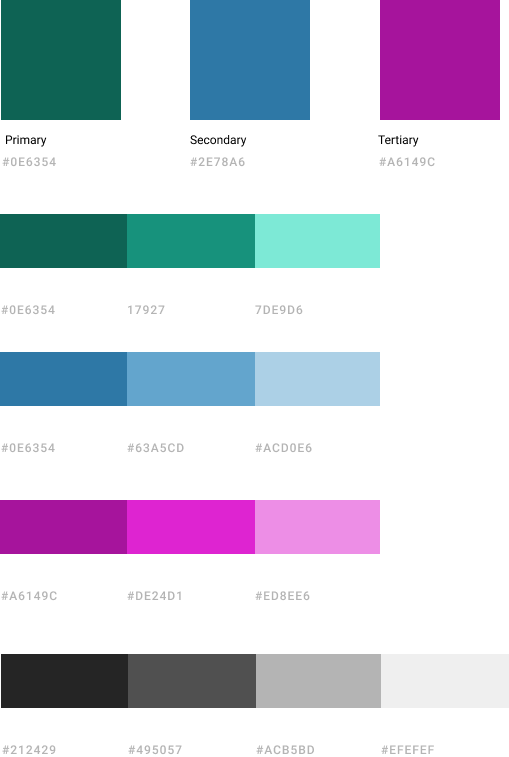 Primary Secondary Tertiary
#0E6354 #2E78A6 #A6149C
#0E6354 17927 7DE9D6
#0E6354 #63A5CD #ACD0E6
#A6149C #DE24D1 #ED8EE6
#212429 #495057 #ACB5BD #EFEFEF